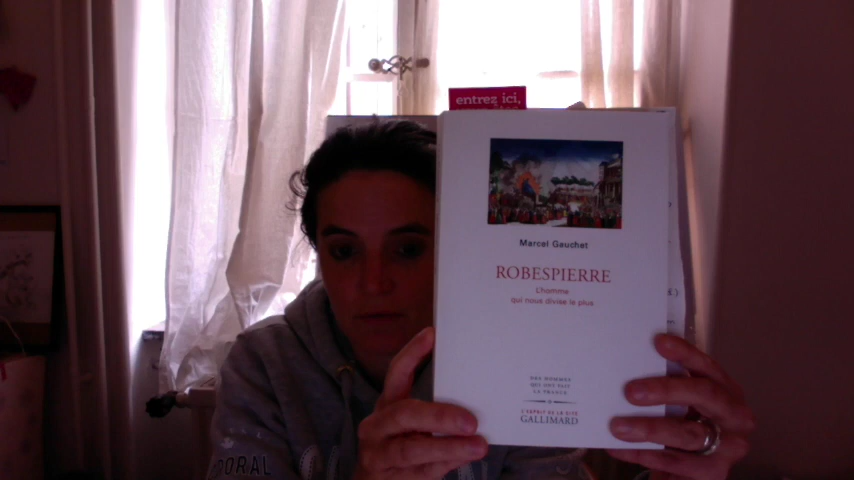 entrez ici,
Marcel Gauchet
ROBESPIERRE
L'homme
qui nous divise le plus
DES HOMMES
QUI ONT FAIT
LA FRANCE
L'ESPRIT DE LA CITÉ
GALLIMARD